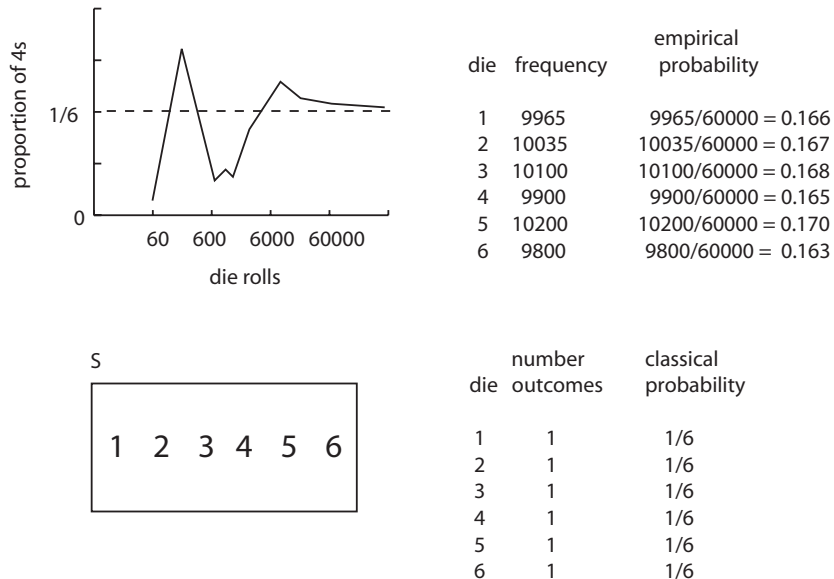 proportion of 4s
1/6
0
60 600 6000 60000
die rolls
empirical
die frequency probability
1 9965 9965/60000 = 0.166
2 10035 10035/60000 = 0.167
3 10100 10100/60000 = 0.168
4 9900 9900/60000 = 0.165
5 10200 10200/60000 = 0.170
6 9800 9800/60000 = 0.163
S
1 2 3 4 5 6
number classical
die outcomes probability
1 1 1/6
2 1 1/6
3 1 1/6
4 1 1/6
5 1 1/6
6 1 1/6